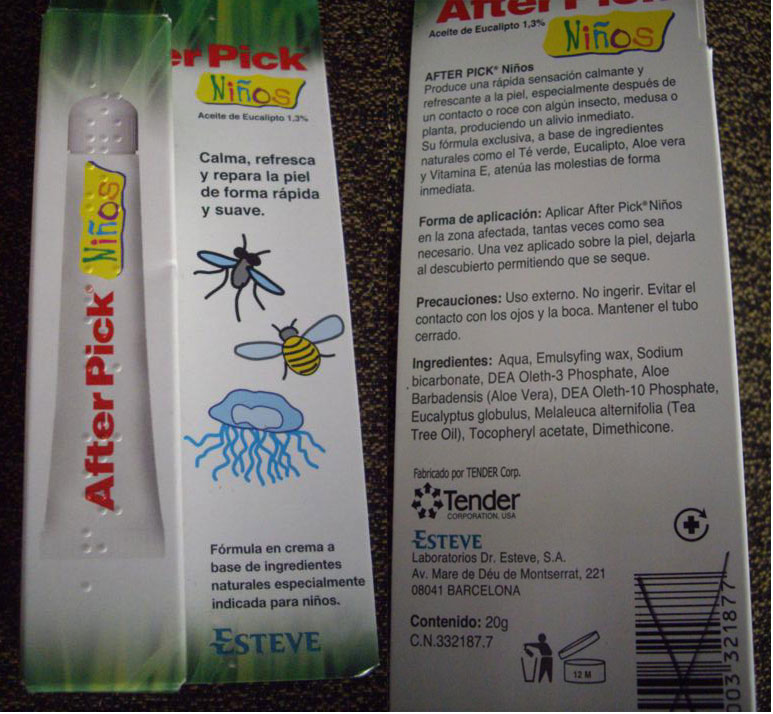 After Pick®
Niños
er Pick
Niños
Aceite de Eucalipto 1,3%
Calma, refresca
y repara la piel
de forma rápida
y suave.
Fórmula en crema a
base de ingredientes
naturales especialmente
indicada para niños.
ESTEVE
After Pick
Aceite de Eucalipto 1,3%
Niños
AFTER PICK® Niños
Produce una rápida sensación calmante y
refrescante a la piel, especialmente después de
un contacto o roce con algún insecto, medusa o
planta, produciendo un alivio inmediato.
Su fórmula exclusiva, a base de ingredientes
naturales como el Té verde, Eucalipto, Aloe vera
y Vitamina E, atenúa las molestias de forma
inmediata.
Forma de aplicación: Aplicar After Pick® Niños
en la zona afectada, tantas veces como sea
necesario. Una vez aplicado sobre la piel, dejarla
al descubierto permitiendo que se seque.
Precauciones: Uso externo. No ingerir. Evitar el
contacto con los ojos y la boca. Mantener el tubo
cerrado.
Ingredientes: Aqua, Emulsyfing wax, Sodium
bicarbonate, DEA Oleth-3 Phosphate, Aloe
Barbadensis (Aloe Vera), DEA Oleth-10 Phosphate,
Eucalyptus globulus, Melaleuca alternifolia (Tea
Tree Oil), Tocopheryl acetate, Dimethicone.
Fabricado por TENDER Corp.
Tender
CORPORATION, USA
ESTEVE
Laboratorios Dr. Esteve, S.A.
Av. Mare de Déu de Montserrat, 221
08041 BARCELONA
Contenido: 20g
C.N.332187.7
12 M
003 321877